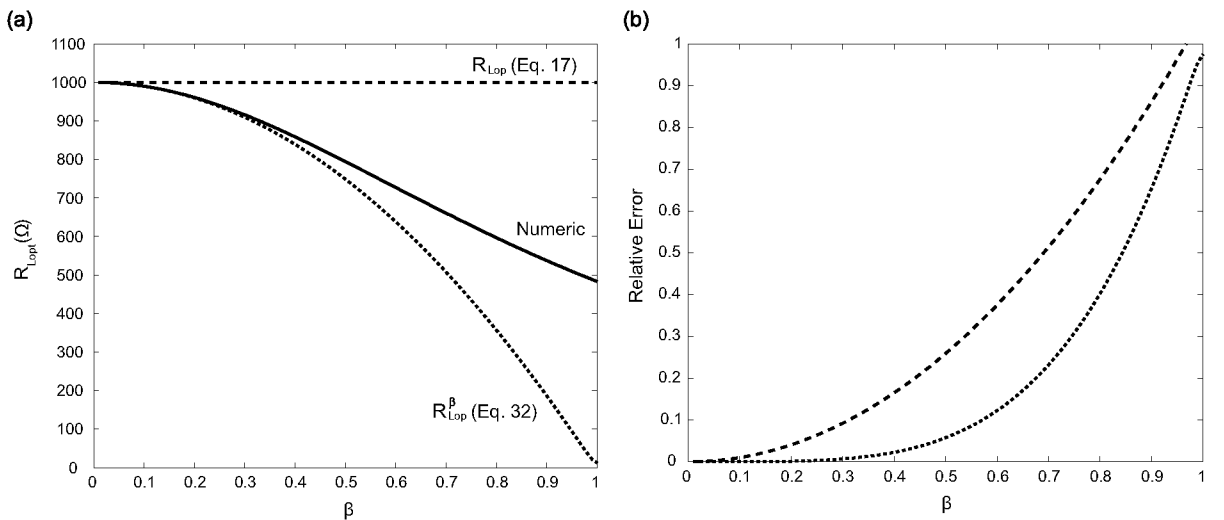 (a)
1100
1000
900
800
700
600
500
400
300
200
100
0
R_Lopt(Ω)
R_Lop (Eq. 17)
Numeric
R^β_Lop (Eq. 32)
0 0.1 0.2 0.3 0.4 0.5 0.6 0.7 0.8 0.9 1
β
(b)
1
0.9
0.8
0.7
0.6
0.5
0.4
0.3
0.2
0.1
0
Relative Error
0 0.1 0.2 0.3 0.4 0.5 0.6 0.7 0.8 0.9 1
β